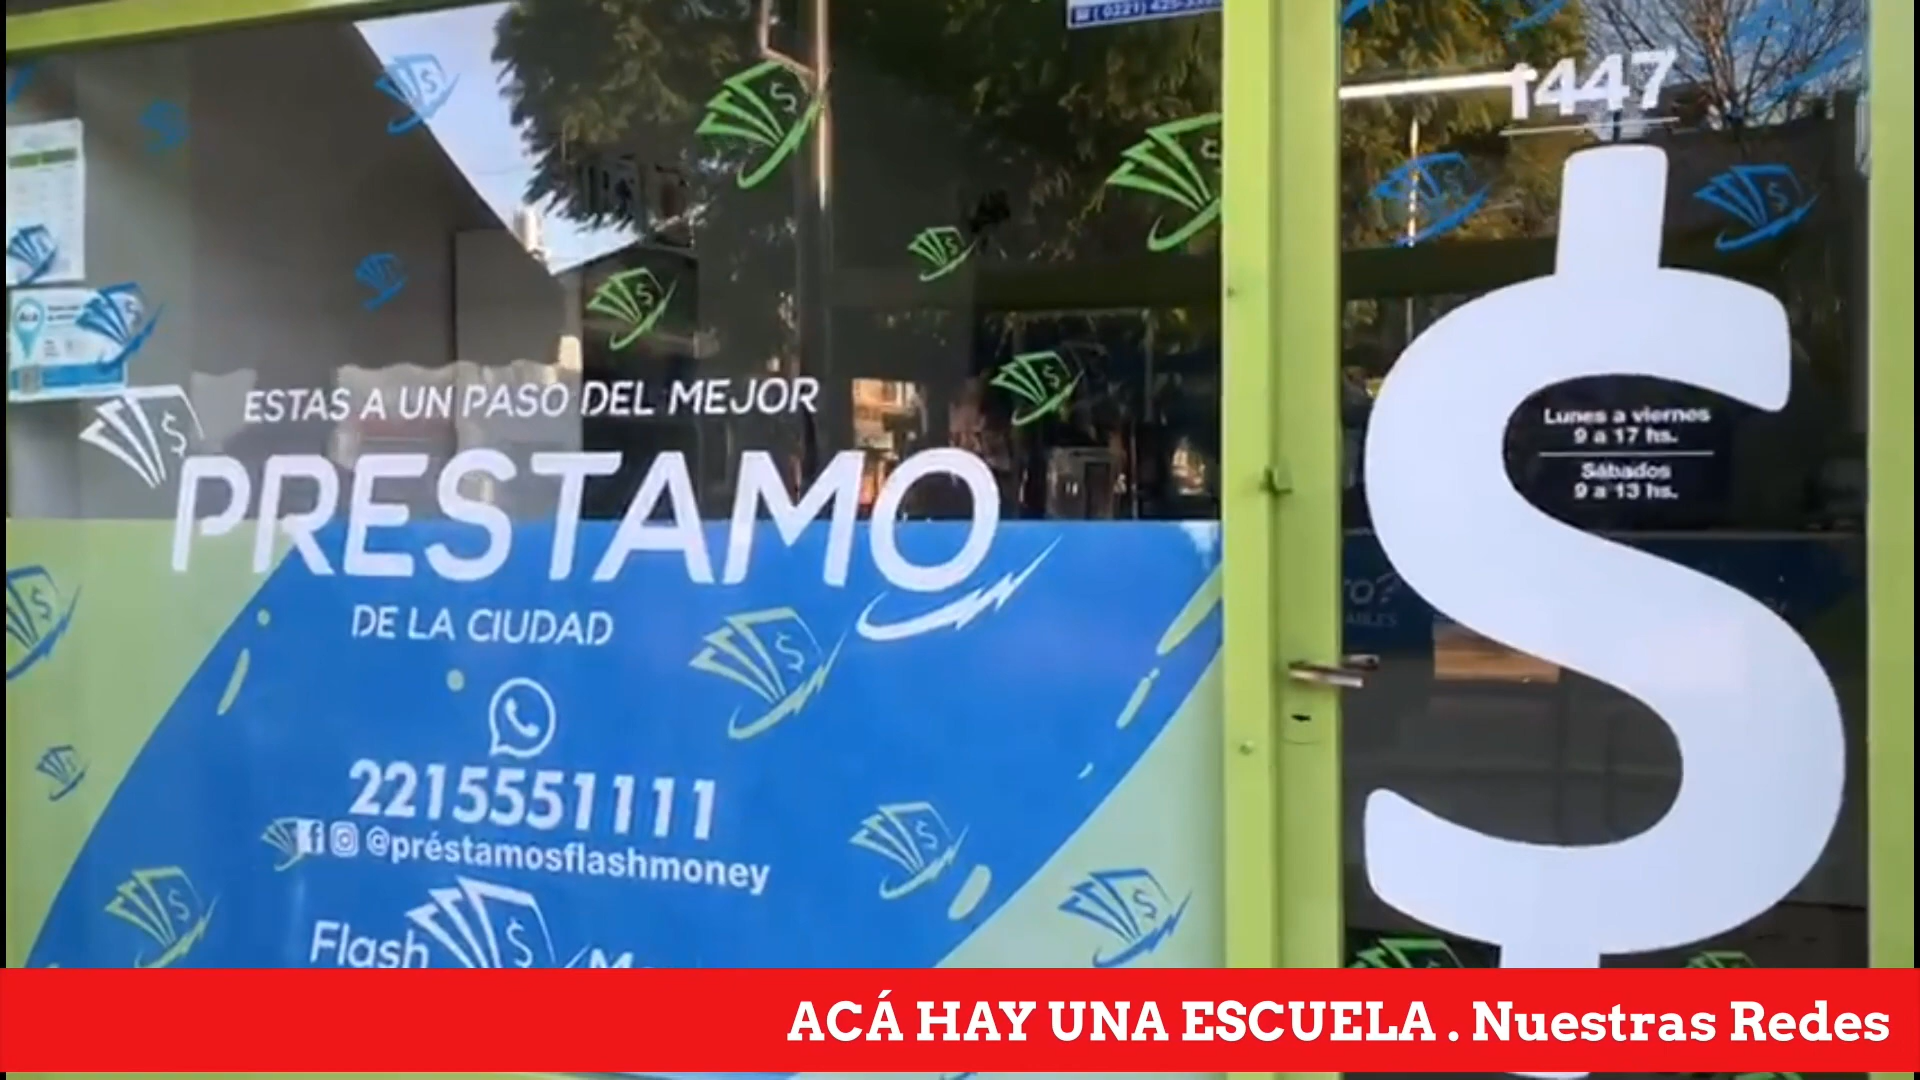 1447
Lunes a viernes
9 a 17 hs.
Sábados
9 a 13 hs.
ESTAS A UN PASO DEL MEJOR
PRESTAMO
DE LA CIUDAD
2215551111
@préstamosflashmoney
Flash
ACÁ HAY UNA ESCUELA . Nuestras Redes